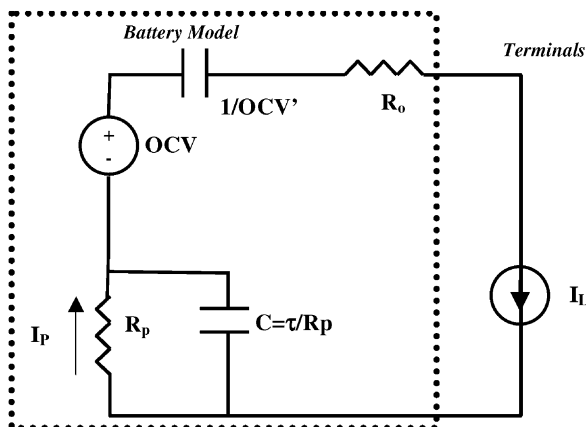 Battery Model
Terminals
1/OCV’
Ro
+
-
OCV
IP
Rp
C=τ/Rp
IL